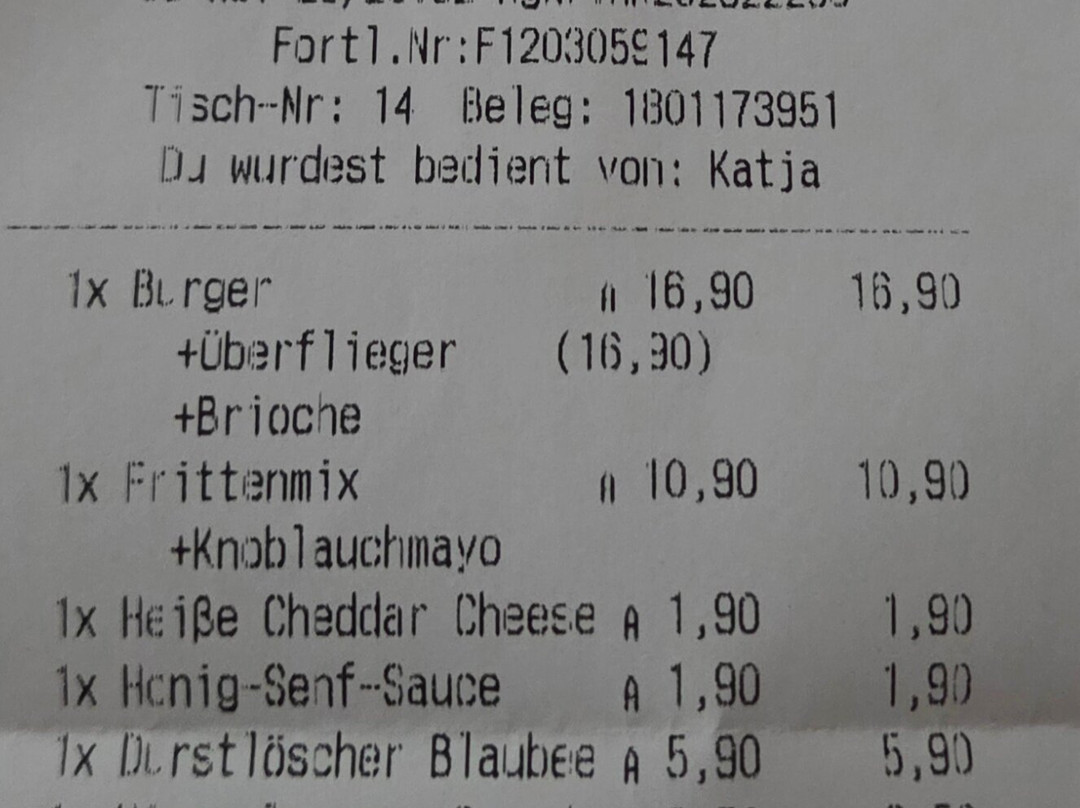 Fortl.Nr:F1203059147
Tisch-Nr: 14 Beleg: 1801173951
Du wurdest bedient von: Katja
1x Burger A 16,90 16,90
+Überflieger (16,90)
+Brioche
1x Frittenmix A 10,90 10,90
+Knoblauchmayo
1x Heiße Cheddar Cheese A 1,90 1,90
1x Honig-Senf-Sauce A 1,90 1,90
1x Durstlöscher Blaubee A 5,90 5,90